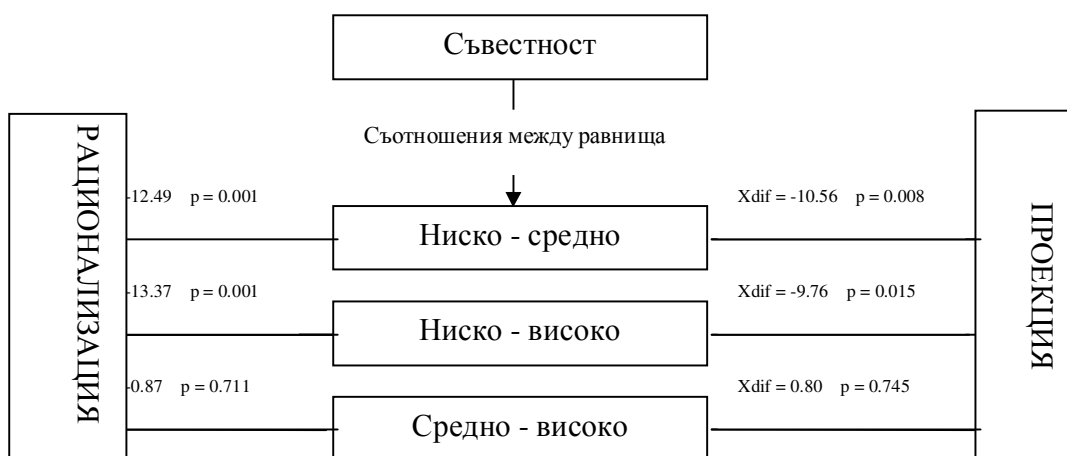 Съвестност
Съотношения между равнища
РАЦИОНАЛИЗАЦИЯ
ПРОЕКЦИЯ
-12.49 p = 0.001
Xdif = -10.56 p = 0.008
Ниско - средно
-13.37 p = 0.001
Xdif = -9.76 p = 0.015
Ниско - високо
-0.87 p = 0.711
Xdif = 0.80 p = 0.745
Средно - високо